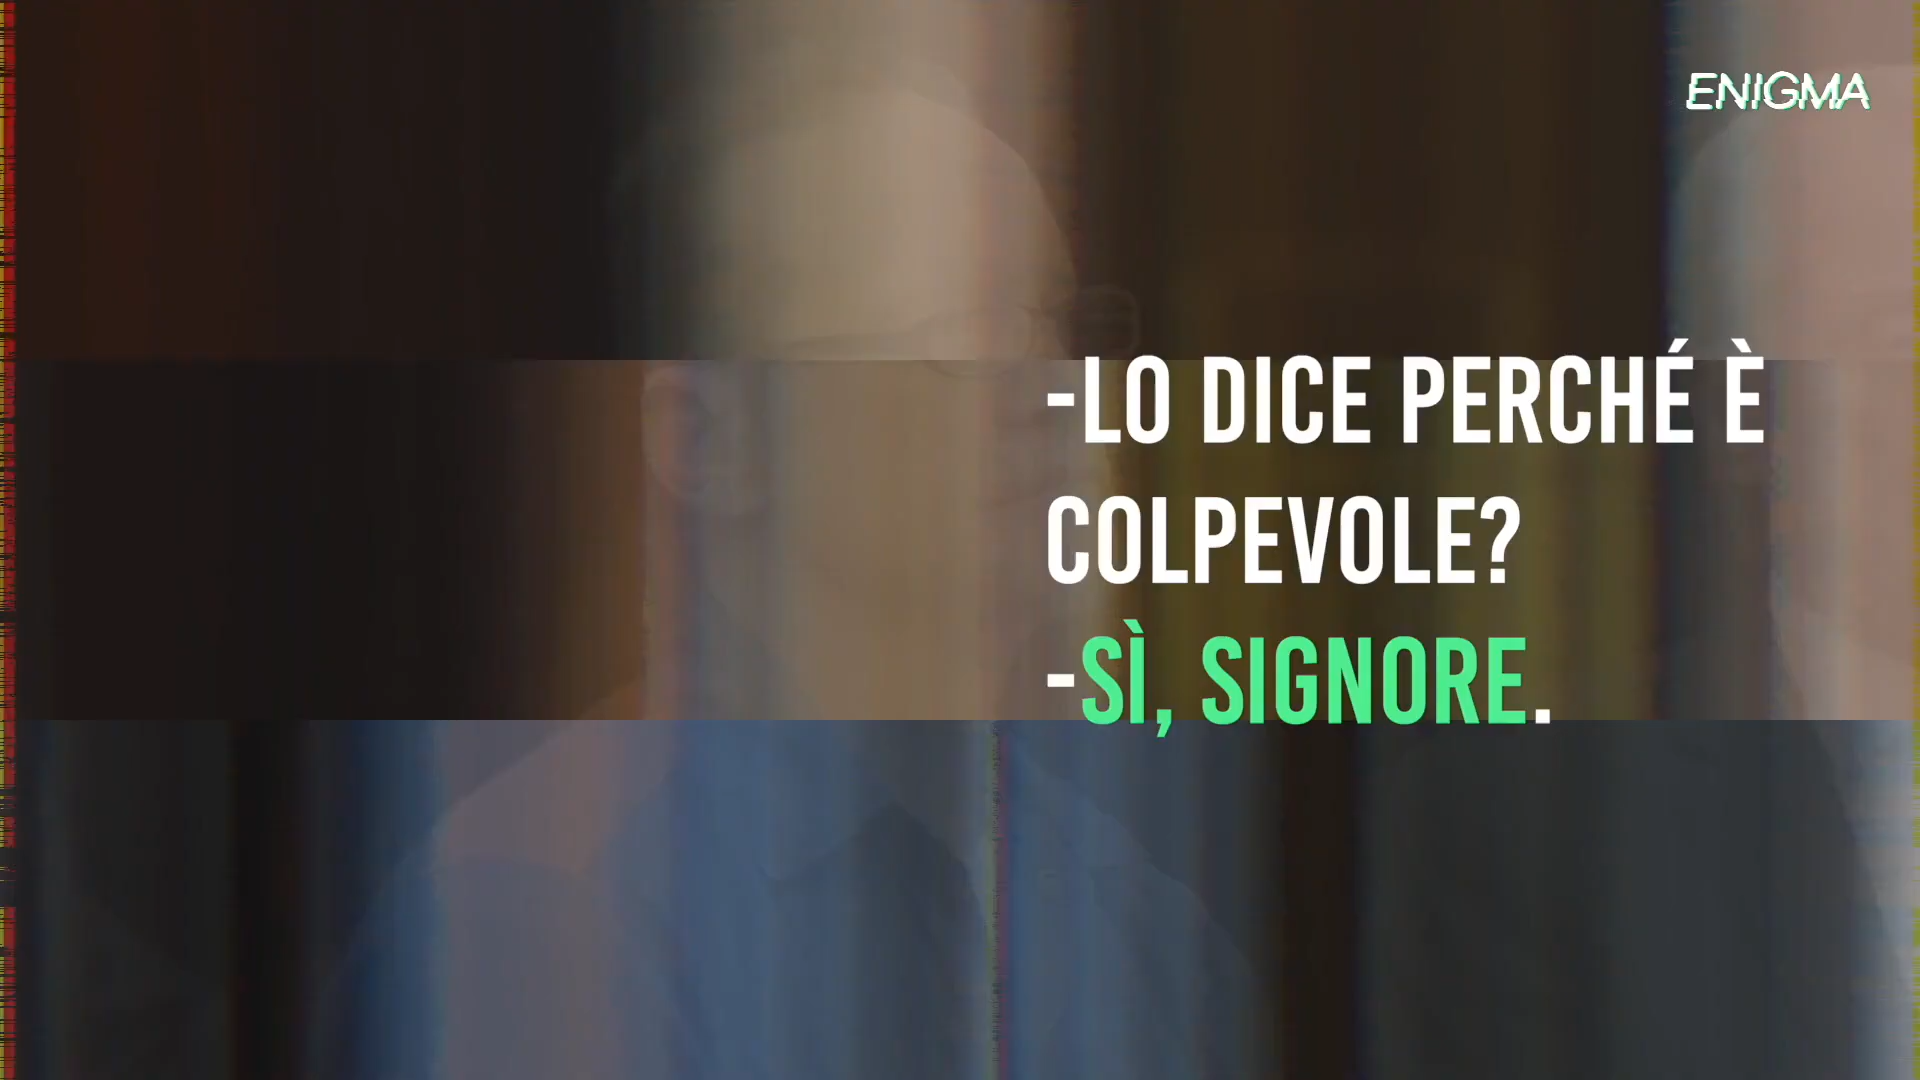 ENIGMA
-LO DICE PERCHÉ È
COLPEVOLE?
-SÌ, SIGNORE.